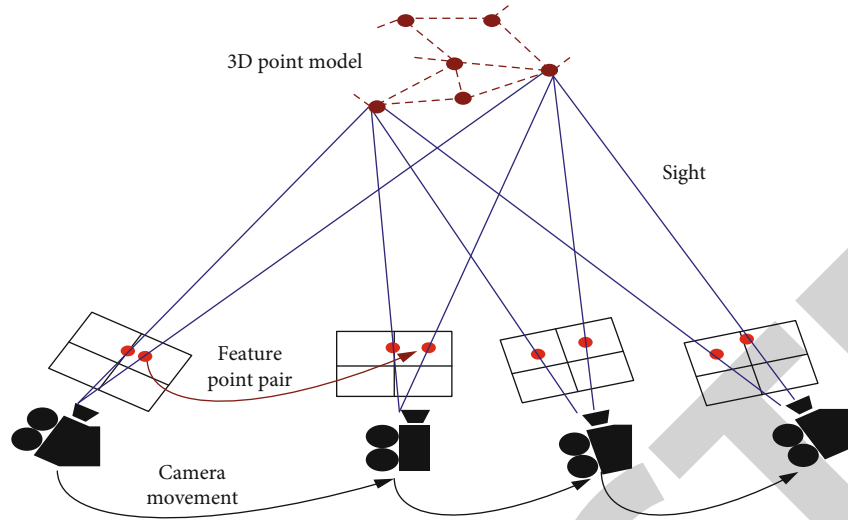 3D point model
Sight
Feature
point pair
Camera
movement